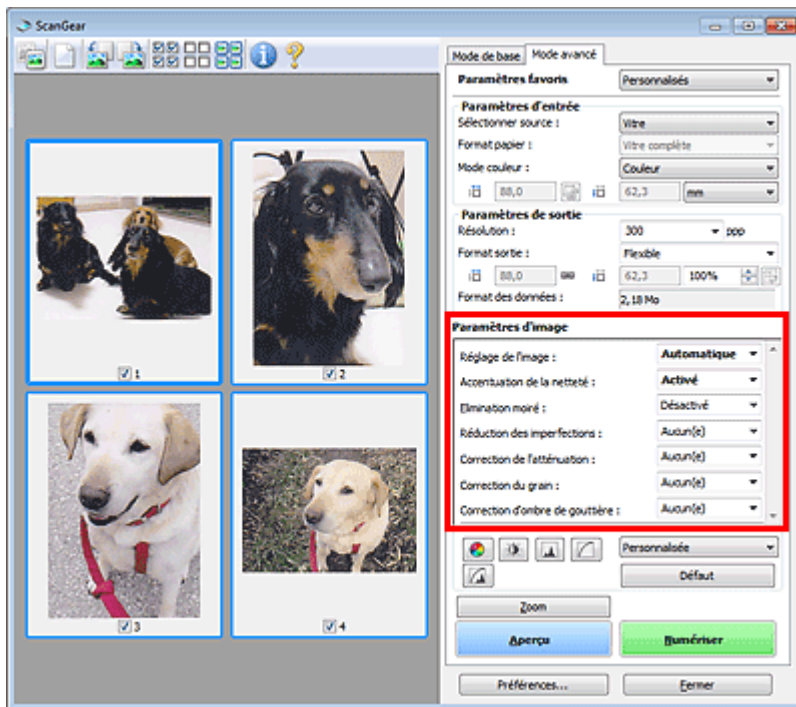 ScanGear
Mode de base Mode avancé
Paramètres favoris Personnalisés
Paramètres d'entrée
Sélectionner source : Vitre
Format papier : Vitre complète
Mode couleur : Couleur
88,0 62,3 mm
Paramètres de sortie
Résolution : 300 ppp
Format sortie : Flexible
88,0 62,3 100%
Format des données : 2,18 Mo
Paramètres d'image
Réglage de l'image : Automatique
Accentuation de la netteté : Activé
Elimination moiré : Désactivé
Réduction des imperfections : Aucun(e)
Correction de l'atténuation : Aucun(e)
Correction du grain : Aucun(e)
Correction d'ombre de gouttière : Aucun(e)
Personnalisée
Défaut
Zoom
Aperçu Numériser
Préférences... Fermer
1 2
3 4